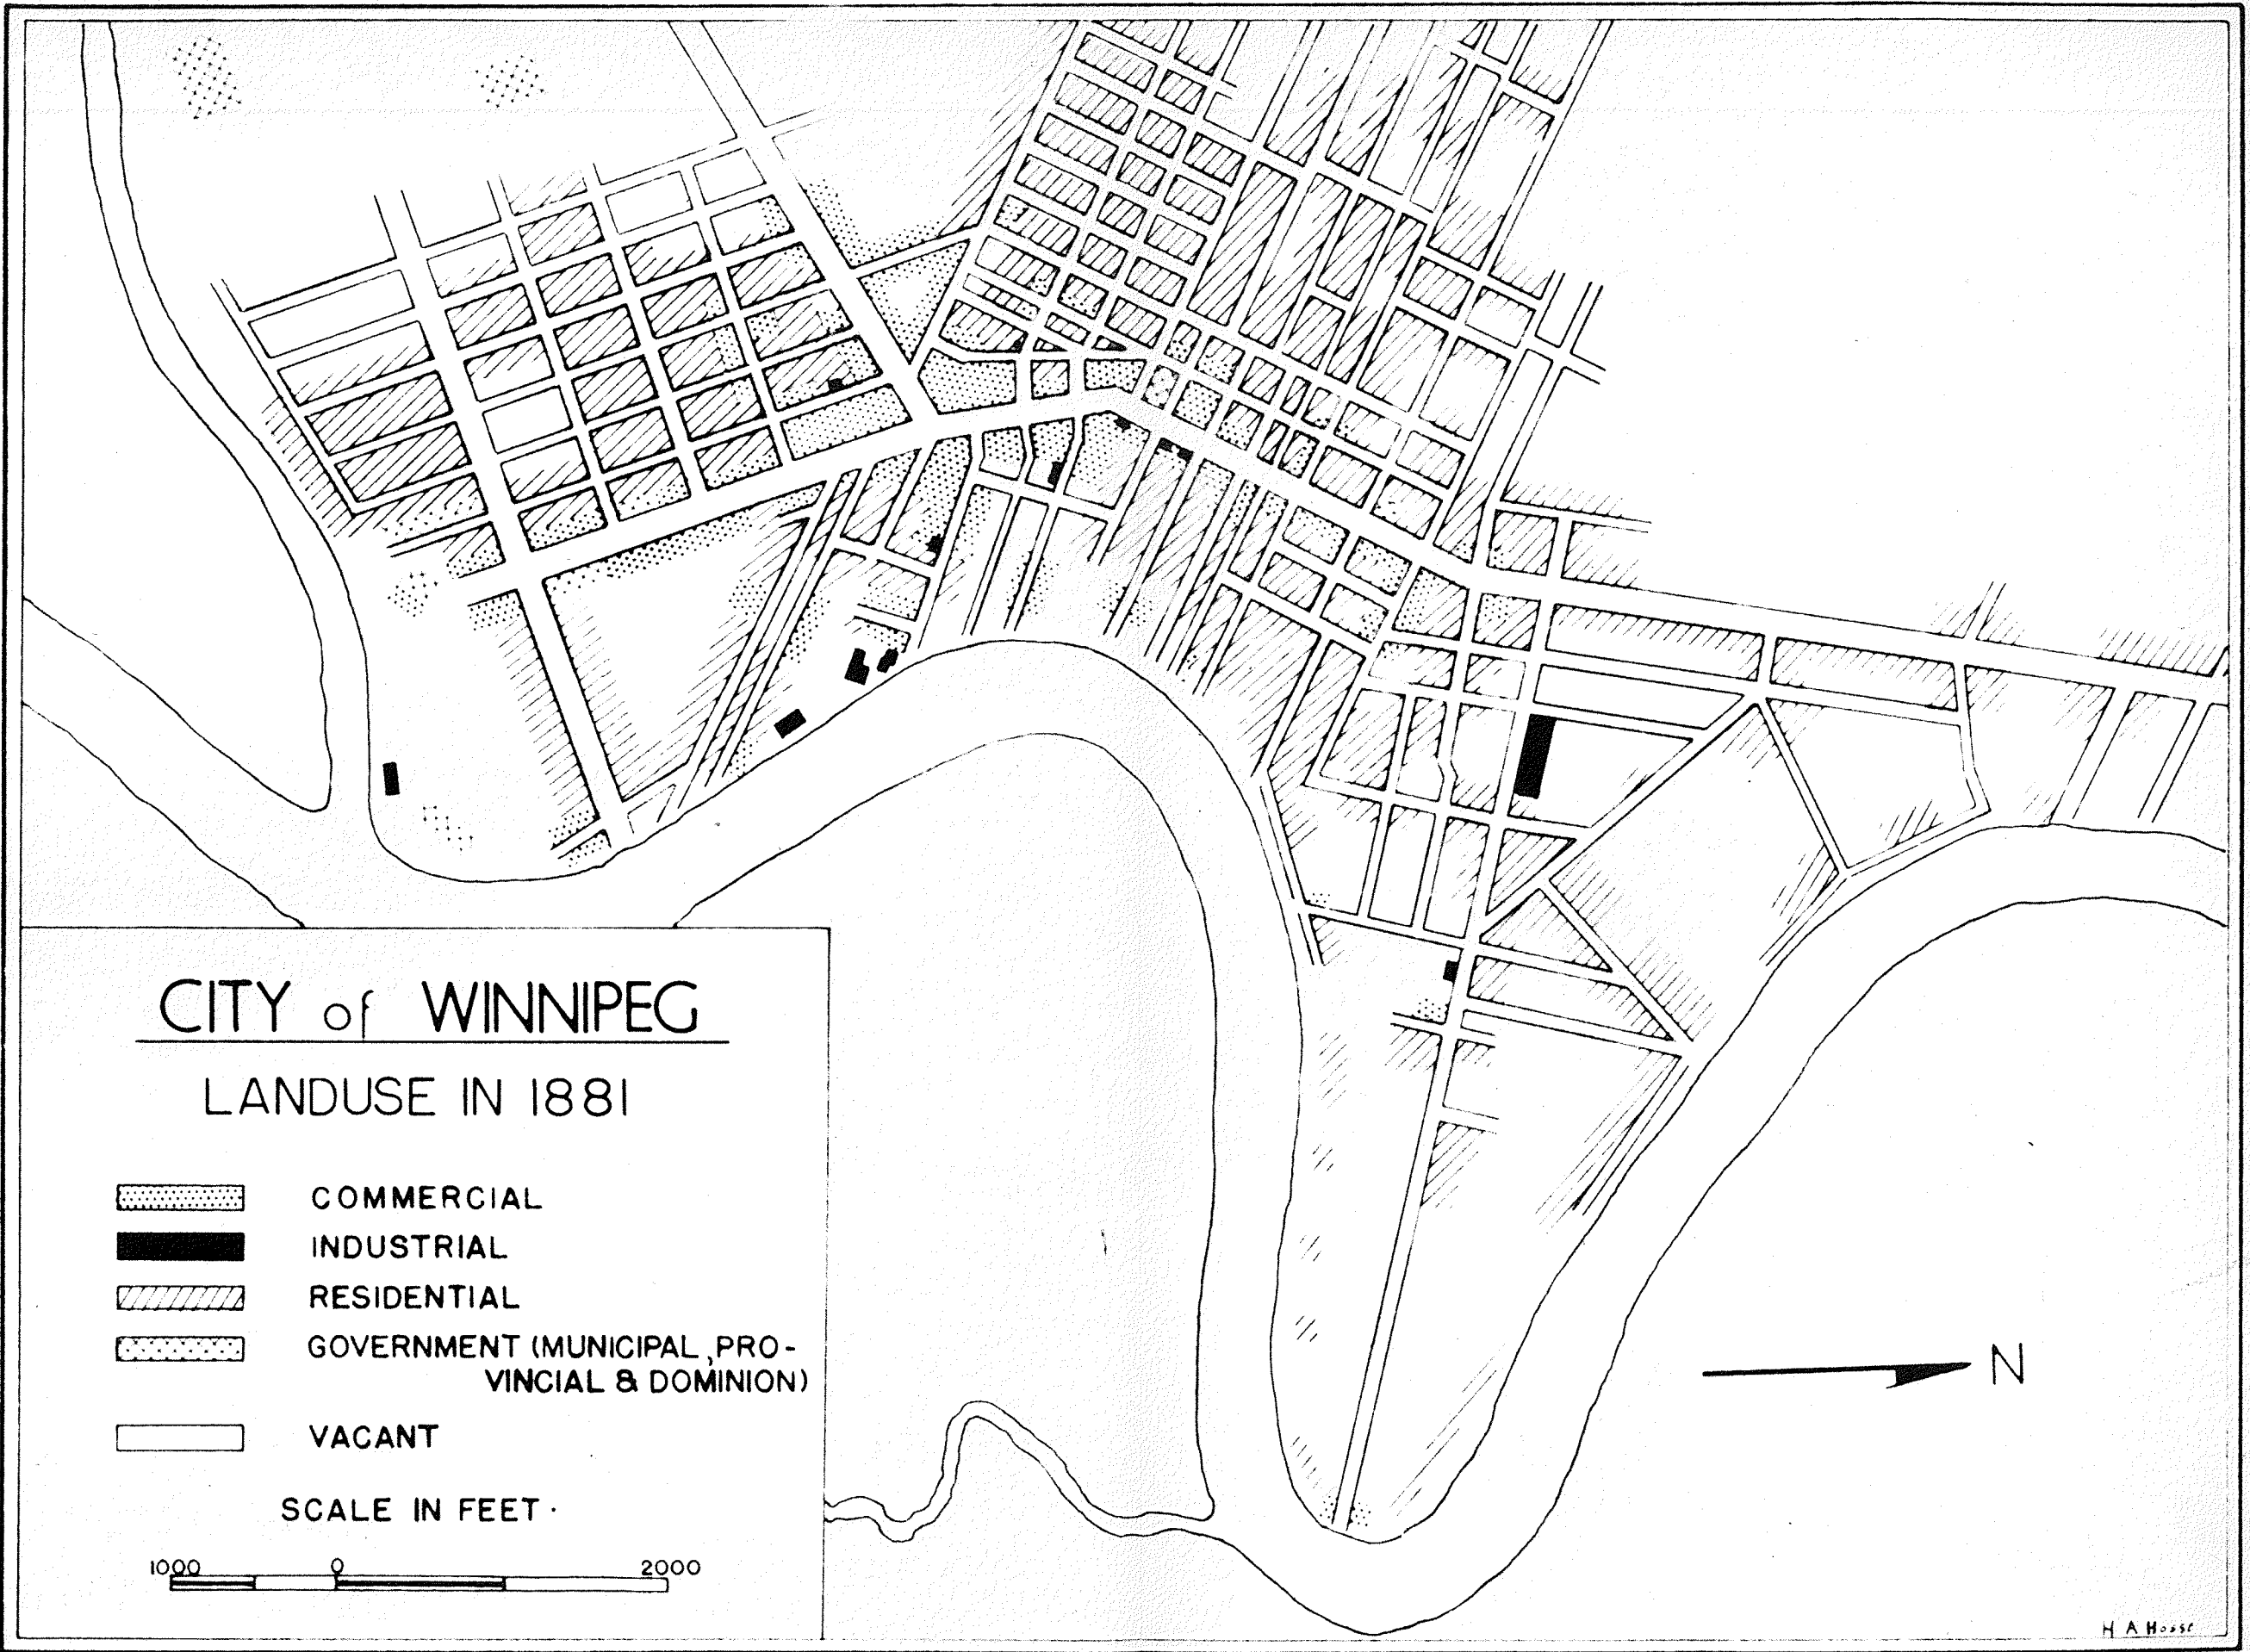 CITY of WINNIPEG
LANDUSE IN 1881
COMMERCIAL
INDUSTRIAL
RESIDENTIAL
GOVERNMENT (MUNICIPAL, PRO-
VINCIAL & DOMINION)
VACANT
SCALE IN FEET.
1000 0 2000
N
H A Hosse